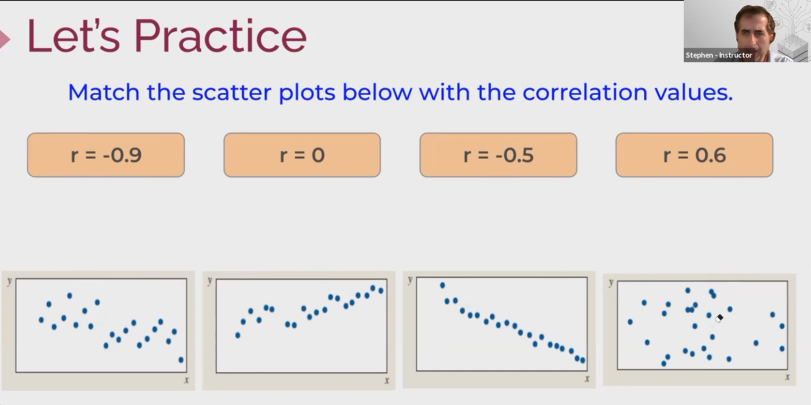 Let's Practice
Stephen - Instructor
Match the scatter plots below with the correlation values.
r = -0.9
r = 0
r = -0.5
r = 0.6
y
x
y
x
y
x
y
x